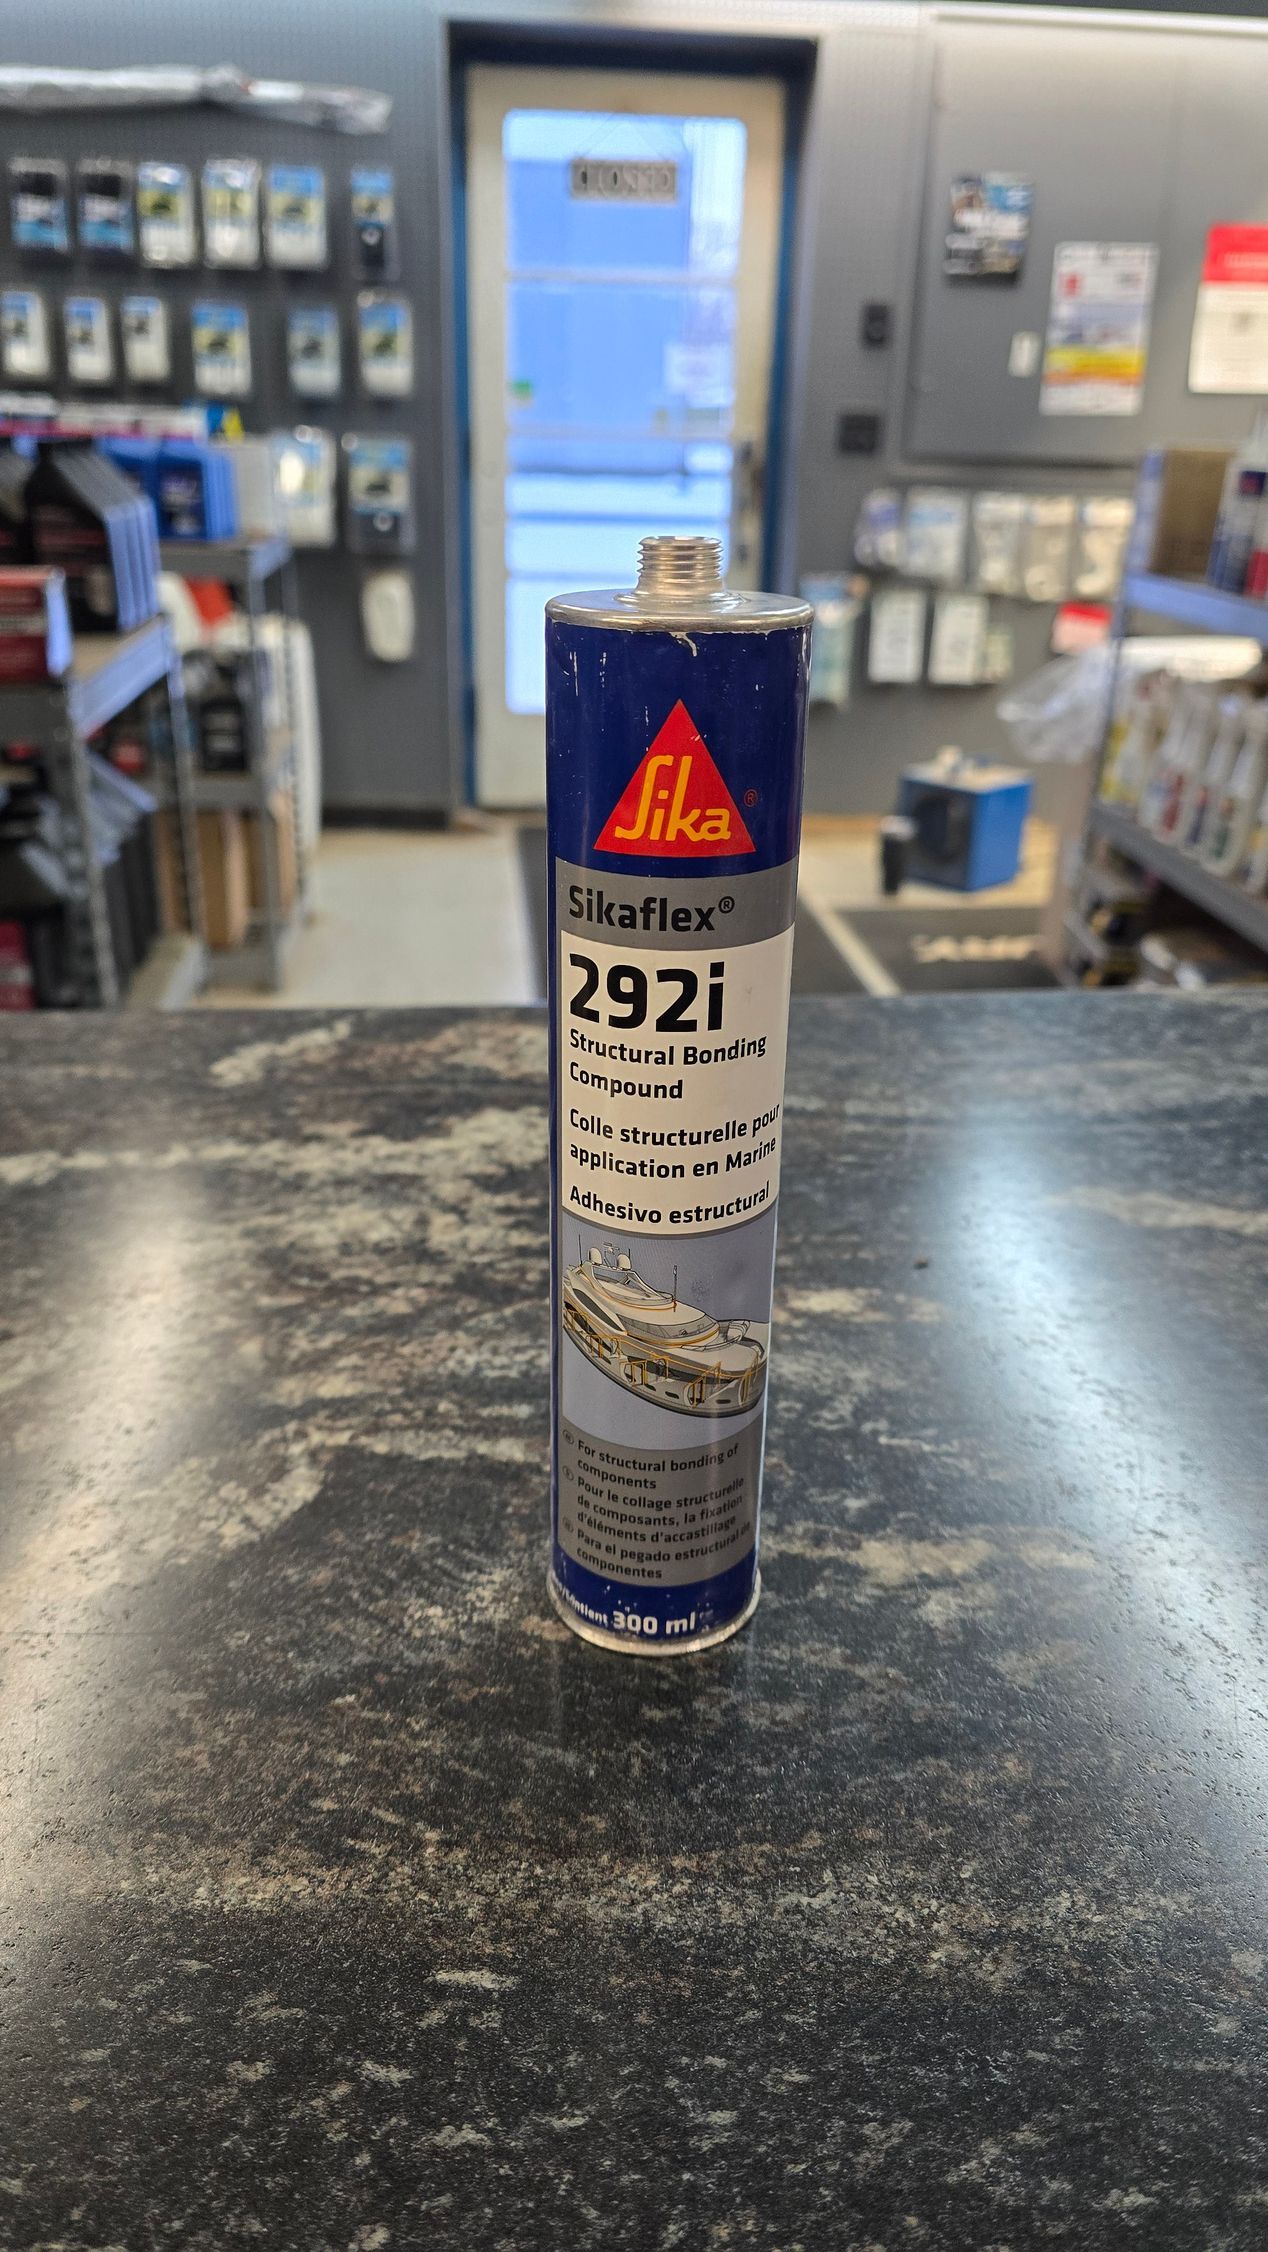 Sika®
Sikaflex®
292i
Structural Bonding
Compound
Colle structurelle pour
application en Marine
Adhesivo estructural
For structural bonding of
components
Pour le collage structurelle
de composants, la fixation
d'éléments d'accastillage
Para el pegado estructural de
componentes
300 ml